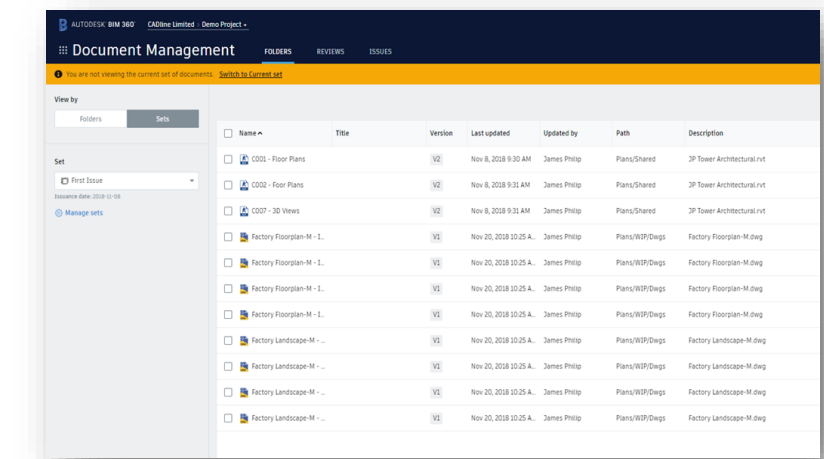 AUTODESK® BIM 360™ CADline Limited > Demo Project
Document Management FOLDERS REVIEWS ISSUES
You are not viewing the current set of documents. Switch to Current set
View by
Folders Sets
Set
First Issue
Issuance date: 2018-11-08
Manage sets
Name Title Version Last updated Updated by Path Description
C001 - Floor Plans V2 Nov 8, 2018 9:30 AM James Philip Plans/Shared JP Tower Architectural.rvt
C002 - Foor Plans V2 Nov 8, 2018 9:31 AM James Philip Plans/Shared JP Tower Architectural.rvt
C007 - 3D Views V2 Nov 8, 2018 9:31 AM James Philip Plans/Shared JP Tower Architectural.rvt
Factory Floorplan-M - I... V1 Nov 20, 2018 10:25 A... James Philip Plans/WIP/Dwgs Factory Floorplan-M.dwg
Factory Floorplan-M - I... V1 Nov 20, 2018 10:25 A... James Philip Plans/WIP/Dwgs Factory Floorplan-M.dwg
Factory Floorplan-M - I... V1 Nov 20, 2018 10:25 A... James Philip Plans/WIP/Dwgs Factory Floorplan-M.dwg
Factory Floorplan-M - I... V1 Nov 20, 2018 10:25 A... James Philip Plans/WIP/Dwgs Factory Floorplan-M.dwg
Factory Landscape-M - ... V1 Nov 20, 2018 10:25 A... James Philip Plans/WIP/Dwgs Factory Landscape-M.dwg
Factory Landscape-M - ... V1 Nov 20, 2018 10:25 A... James Philip Plans/WIP/Dwgs Factory Landscape-M.dwg
Factory Landscape-M - ... V1 Nov 20, 2018 10:25 A... James Philip Plans/WIP/Dwgs Factory Landscape-M.dwg
Factory Landscape-M - ... V1 Nov 20, 2018 10:25 A... James Philip Plans/WIP/Dwgs Factory Landscape-M.dwg